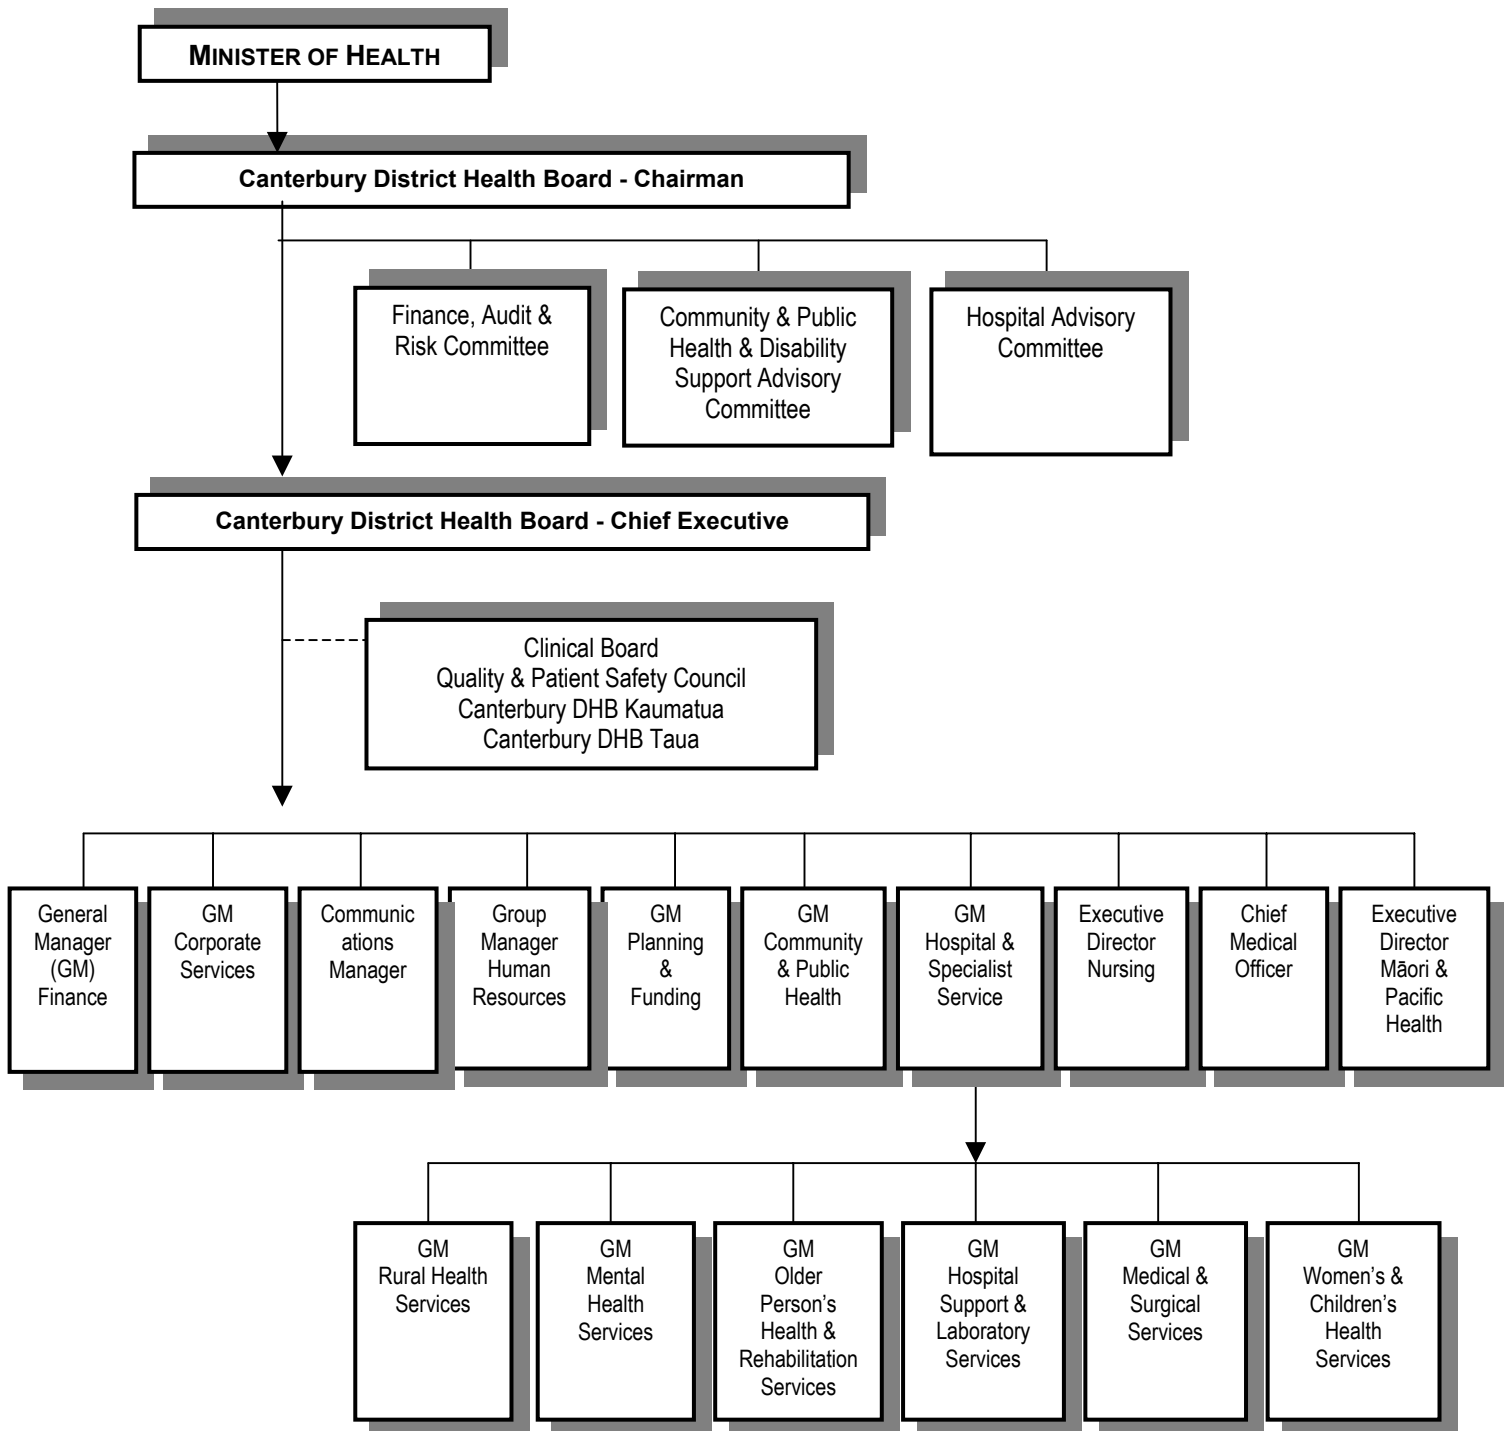 MINISTER OF HEALTH
Canterbury District Health Board - Chairman
Finance, Audit &
Risk Committee
Community & Public
Health & Disability
Support Advisory
Committee
Hospital Advisory
Committee
Canterbury District Health Board - Chief Executive
Clinical Board
Quality & Patient Safety Council
Canterbury DHB Kaumatua
Canterbury DHB Taua
General
Manager
(GM)
Finance
GM
Corporate
Services
Communic
ations
Manager
Group
Manager
Human
Resources
GM
Planning
&
Funding
GM
Community
& Public
Health
GM
Hospital &
Specialist
Service
Executive
Director
Nursing
Chief
Medical
Officer
Executive
Director
Māori &
Pacific
Health
GM
Rural Health
Services
GM
Mental
Health
Services
GM
Older
Person's
Health &
Rehabilitation
Services
GM
Hospital
Support &
Laboratory
Services
GM
Medical &
Surgical
Services
GM
Women's &
Children's
Health
Services